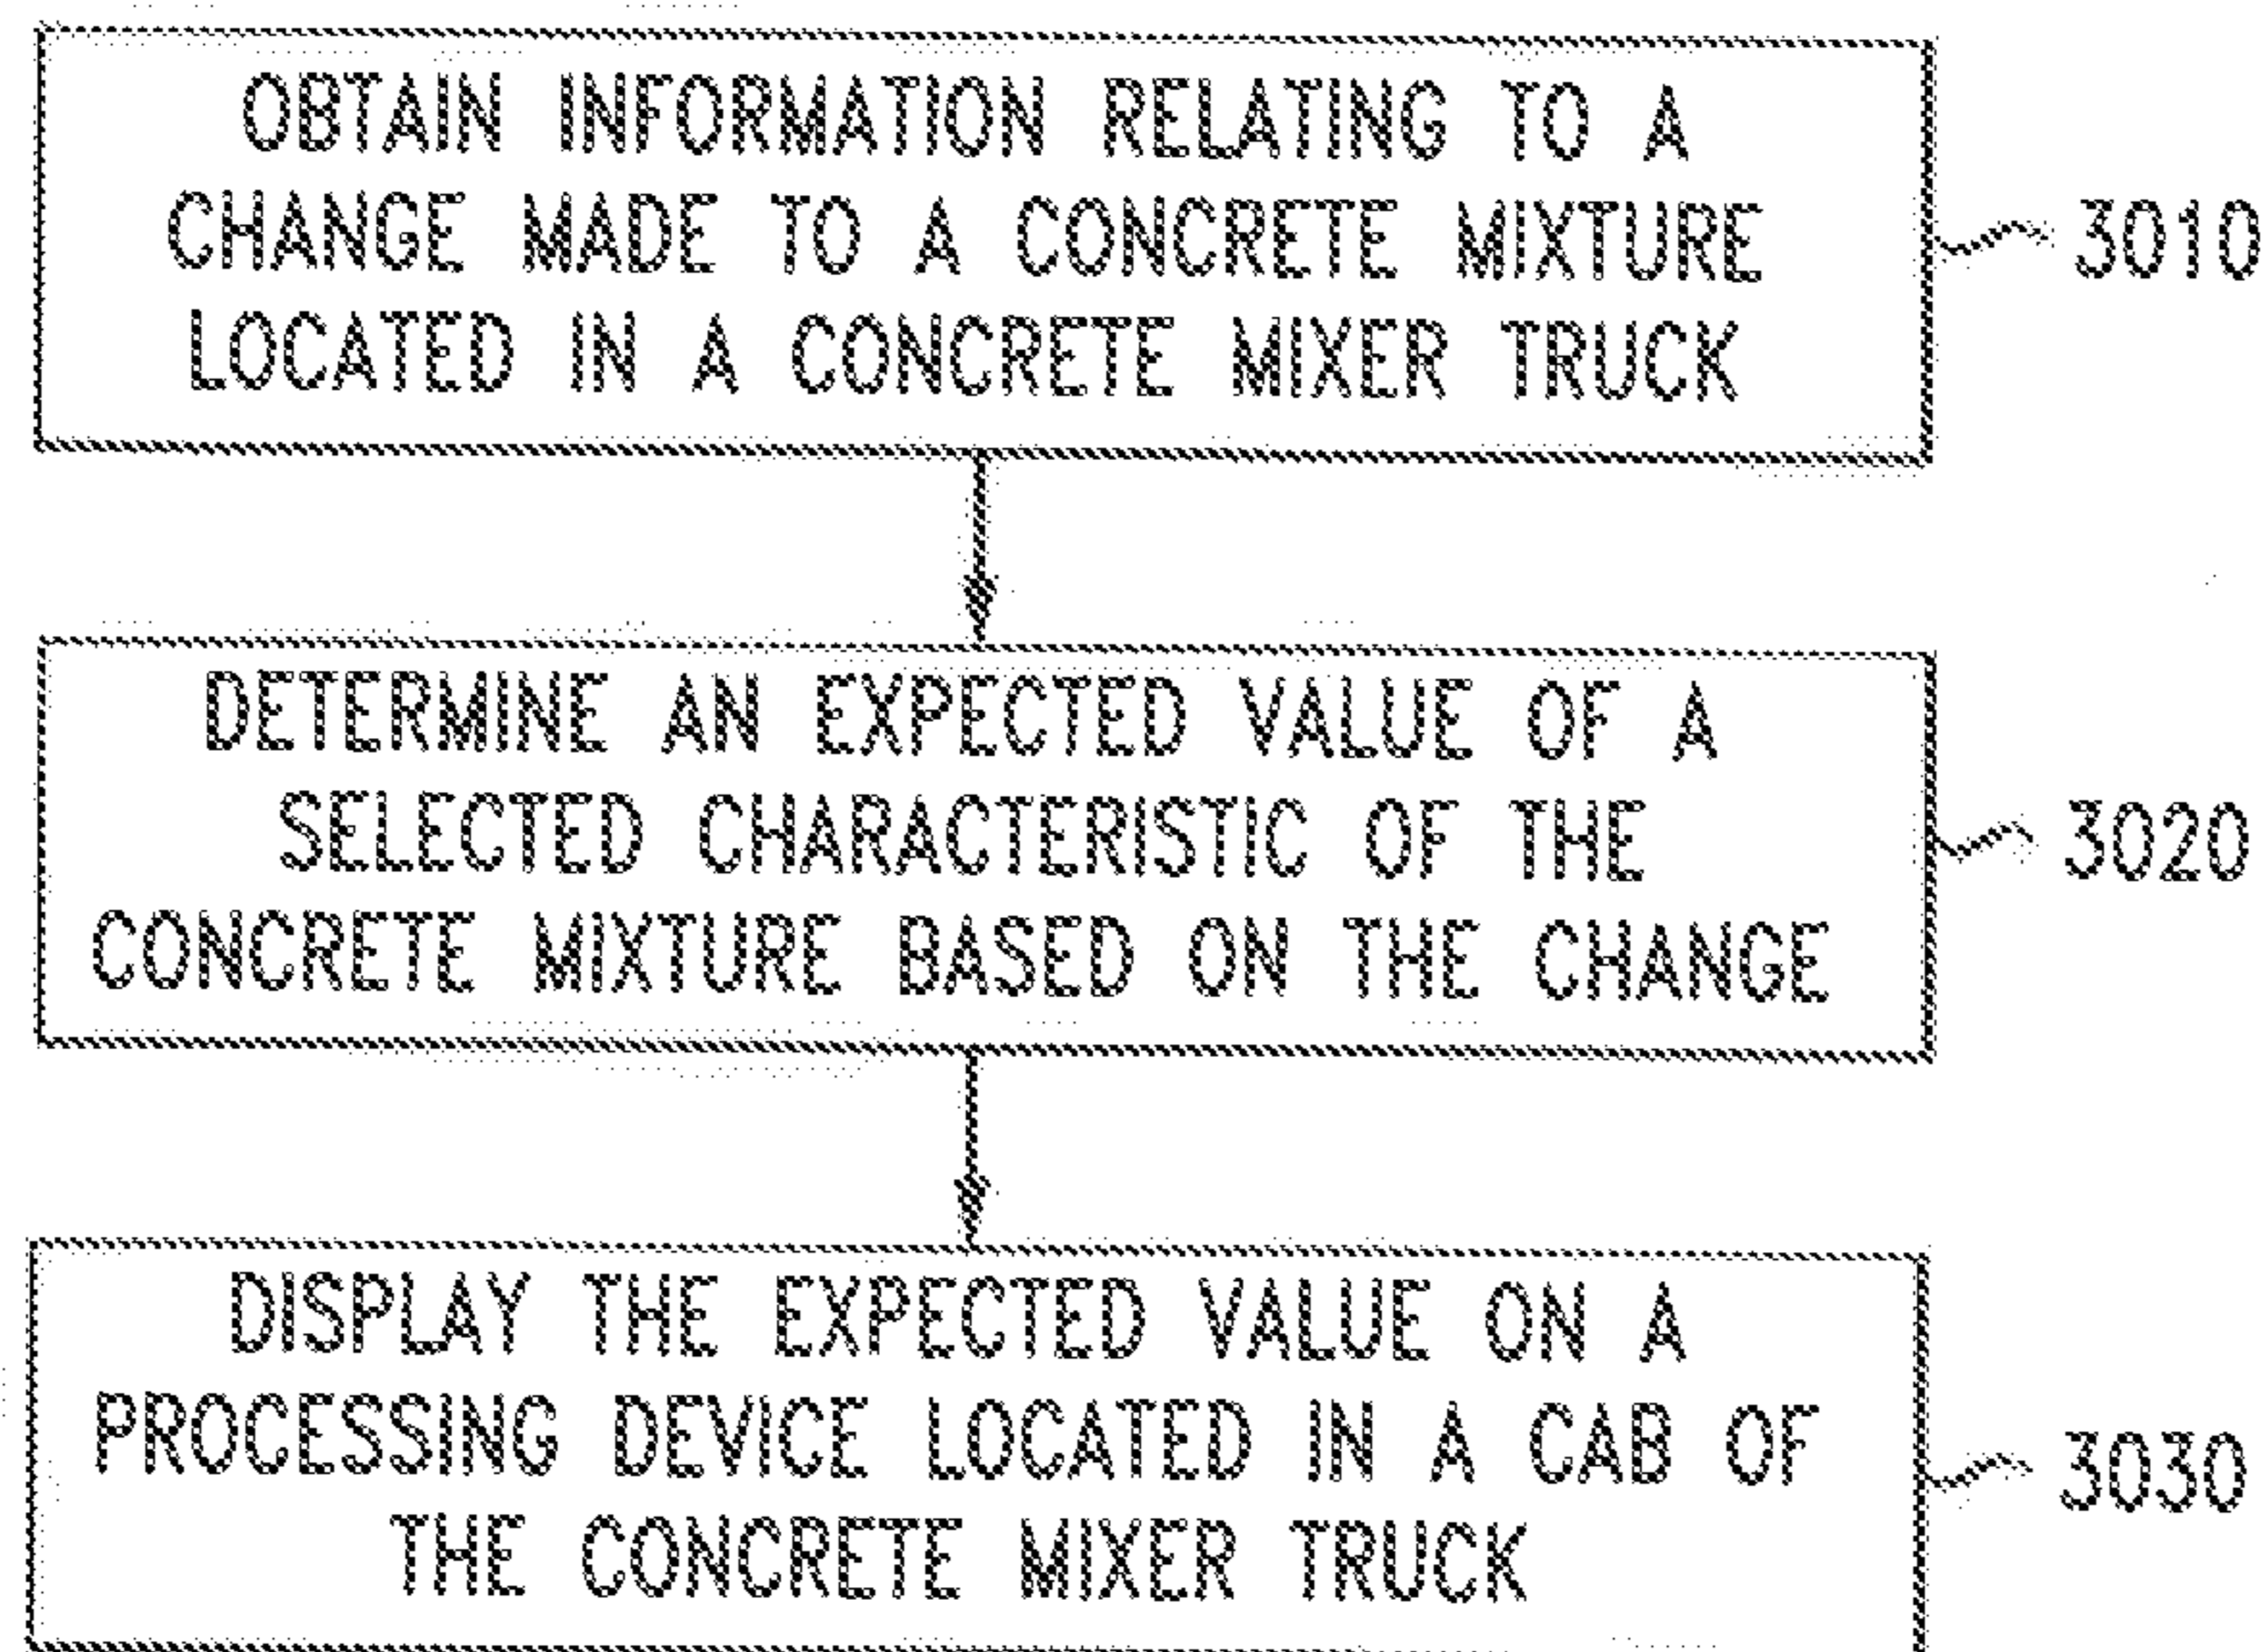 OBTAIN INFORMATION RELATING TO A
CHANGE MADE TO A CONCRETE MIXTURE
LOCATED IN A CONCRETE MIXER TRUCK
3010
DETERMINE AN EXPECTED VALUE OF A
SELECTED CHARACTERISTIC OF THE
CONCRETE MIXTURE BASED ON THE CHANGE
3020
DISPLAY THE EXPECTED VALUE ON A
PROCESSING DEVICE LOCATED IN A CAB OF
THE CONCRETE MIXER TRUCK
3030